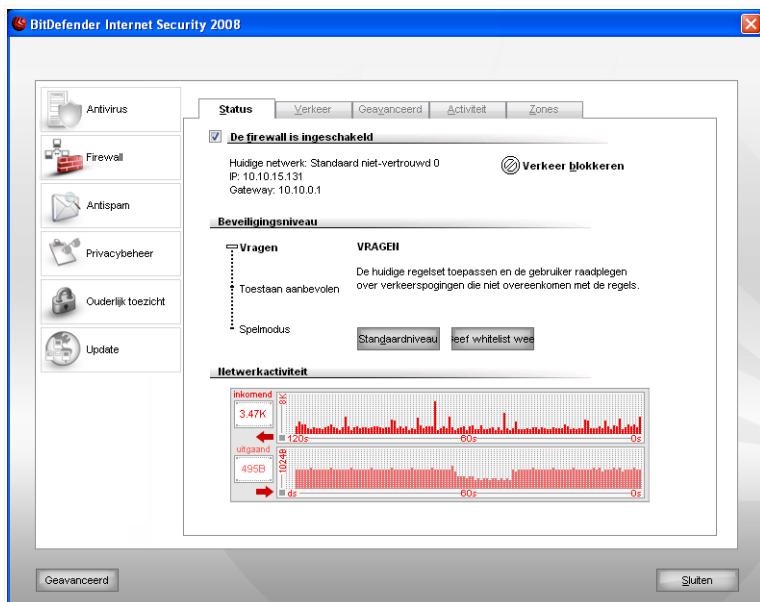 BitDefender Internet Security 2008
Antivirus
Firewall
Antispam
Privacybeheer
Ouderlijk toezicht
Update
Status
Verkeer
Geavanceerd
Activiteit
Zones
De firewall is ingeschakeld
Huidige netwerk: Standaard niet-vertrouwd 0
IP: 10.10.15.131
Gateway: 10.10.0.1
Verkeer blokkeren
Beveiligingsniveau
Vragen
Toestaan aanbevolen
Spelmodus
VRAGEN
De huidige regelset toepassen en de gebruiker raadplegen
over verkeerspogingen die niet overeenkomen met de regels.
Standaardniveau
eef whitelist wee
Netwerkactiviteit
inkomend
3.47K
8K
120s
60s
0s
uitgaand
495B
1024B
ds
60s
0s
Geavanceerd
Sluiten